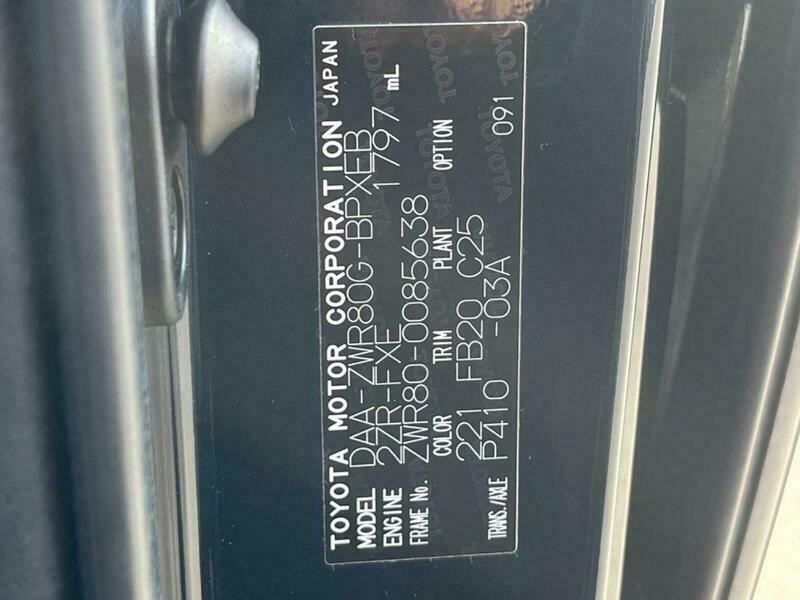 TOYOTA MOTOR CORPORATION JAPAN
MODEL DAA-ZWR80G-BPXEB
ENGINE 2ZR-FXE 1797 mL
FRAME No. ZWR80-0085638
COLOR TRIM PLANT OPTION
221 FB20 C25
TRANS./AXLE P410 -03A 091